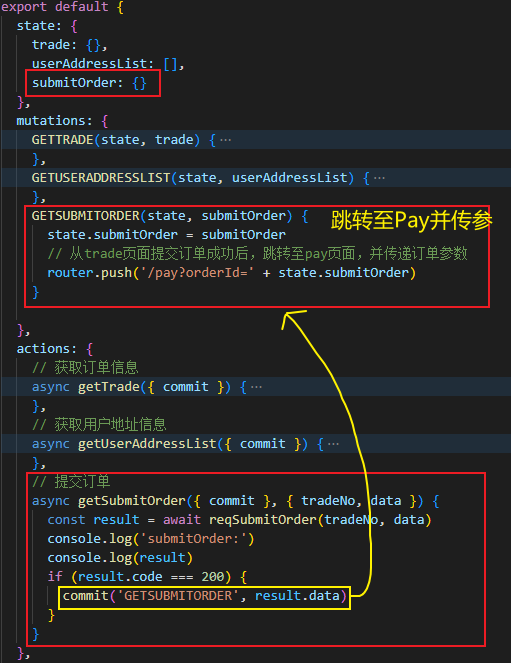 export default {
state: {
trade: {},
userAddressList: [],
submitOrder: {}
},
mutations: {
GETTRADE(state, trade) { ···
},
GETUSERADDRESSLIST(state, userAddressList) { ···
},
GETSUBMITORDER(state, submitOrder) { 跳转至Pay并传参
state.submitOrder = submitOrder
// 从trade页面提交订单成功后，跳转至pay页面，并传递订单参数
router.push('/pay?orderId=' + state.submitOrder)
}
},
actions: {
// 获取订单信息
async getTrade({ commit }) { ···
},
// 获取用户地址信息
async getUserAddressList({ commit }) { ···
},
// 提交订单
async getSubmitOrder({ commit }, { tradeNo, data }) {
const result = await reqSubmitOrder(tradeNo, data)
console.log('submitOrder:')
console.log(result)
if (result.code === 200) {
commit('GETSUBMITORDER', result.data)
}
}
},